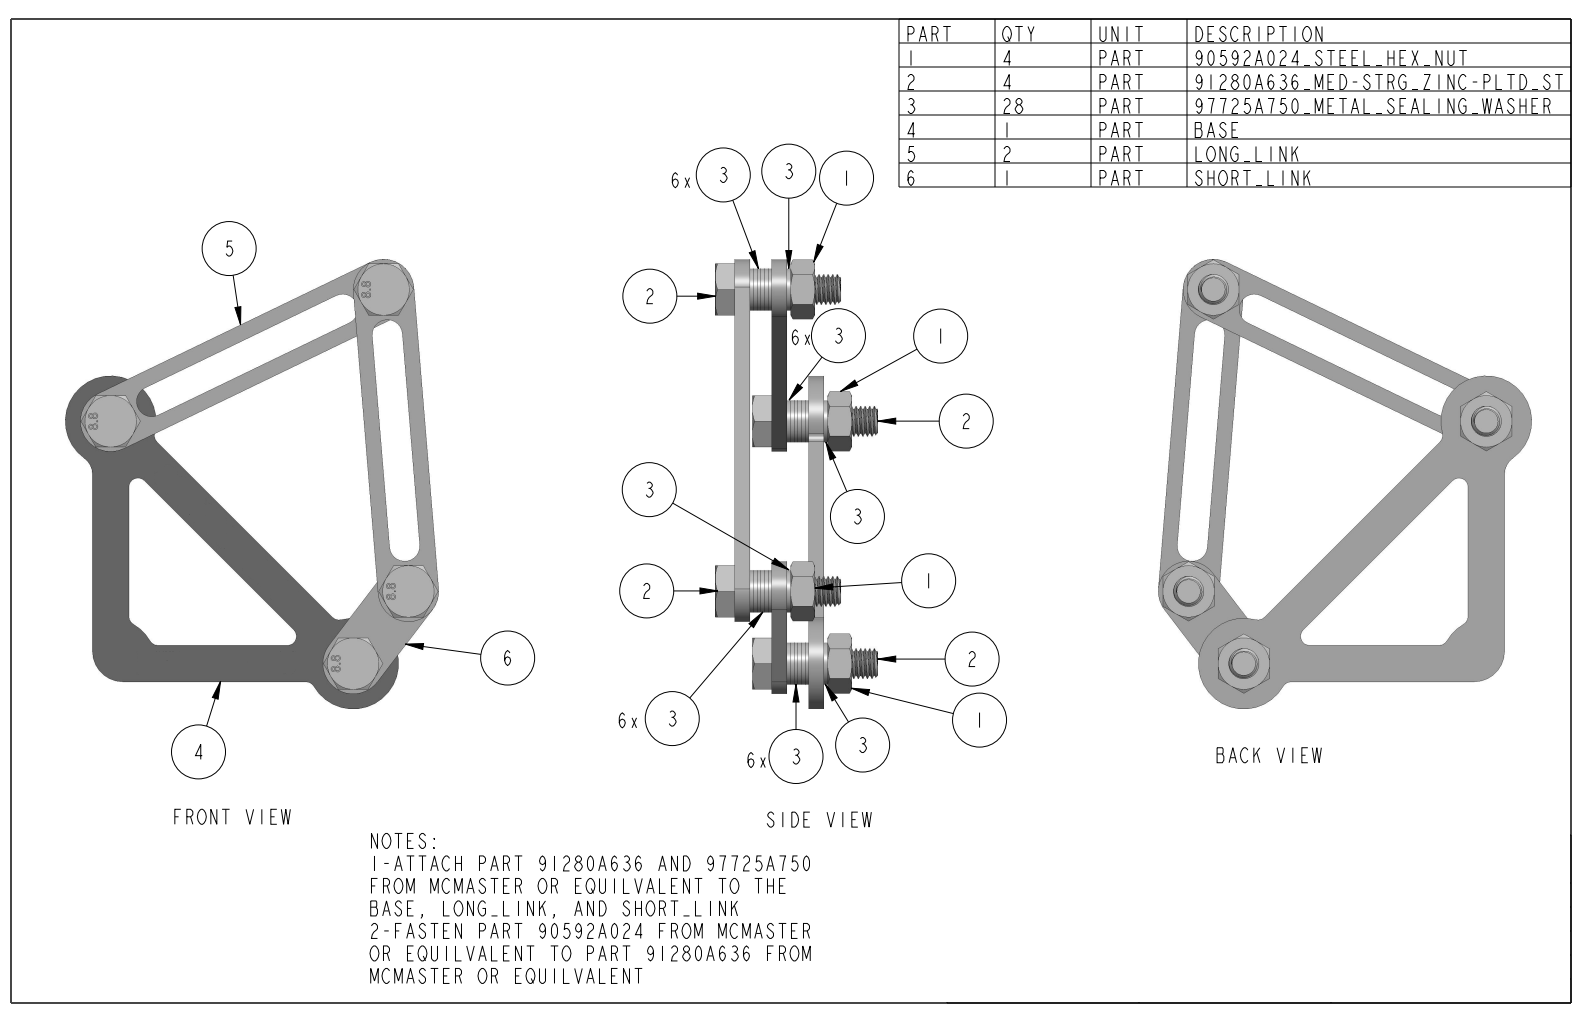 PART QTY UNIT DESCRIPTION
1 4 PART 90592A024_STEEL_HEX_NUT
2 4 PART 91280A636_MED-STRG_ZINC-PLTD_ST
3 28 PART 97725A750_METAL_SEALING_WASHER
4 1 PART BASE
5 2 PART LONG_LINK
6 1 PART SHORT_LINK
6x 3 3 1
5
8.8
2
6x 3 1
8.8
2
3
3
8.8
2 1
8.8
6
2
6x 3
1
4
6x 3 3
BACK VIEW
FRONT VIEW
SIDE VIEW
NOTES:
1-ATTACH PART 91280A636 AND 97725A750
FROM MCMASTER OR EQUILVALENT TO THE
BASE, LONG_LINK, AND SHORT_LINK
2-FASTEN PART 90592A024 FROM MCMASTER
OR EQUILVALENT TO PART 91280A636 FROM
MCMASTER OR EQUILVALENT